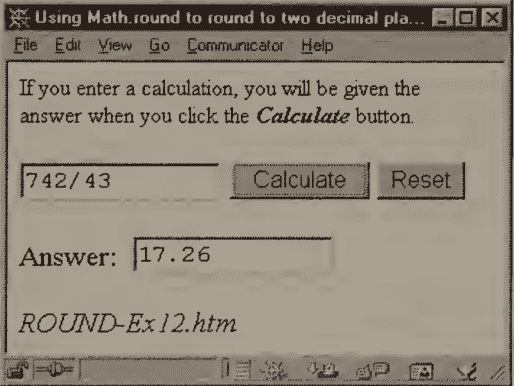 Using Math.round to round to two decimal pla...
File Edit View Go Communicator Help
If you enter a calculation, you will be given the
answer when you click the Calculate button.
742/43 Calculate Reset
Answer: 17.26
ROUND-Ex12.htm